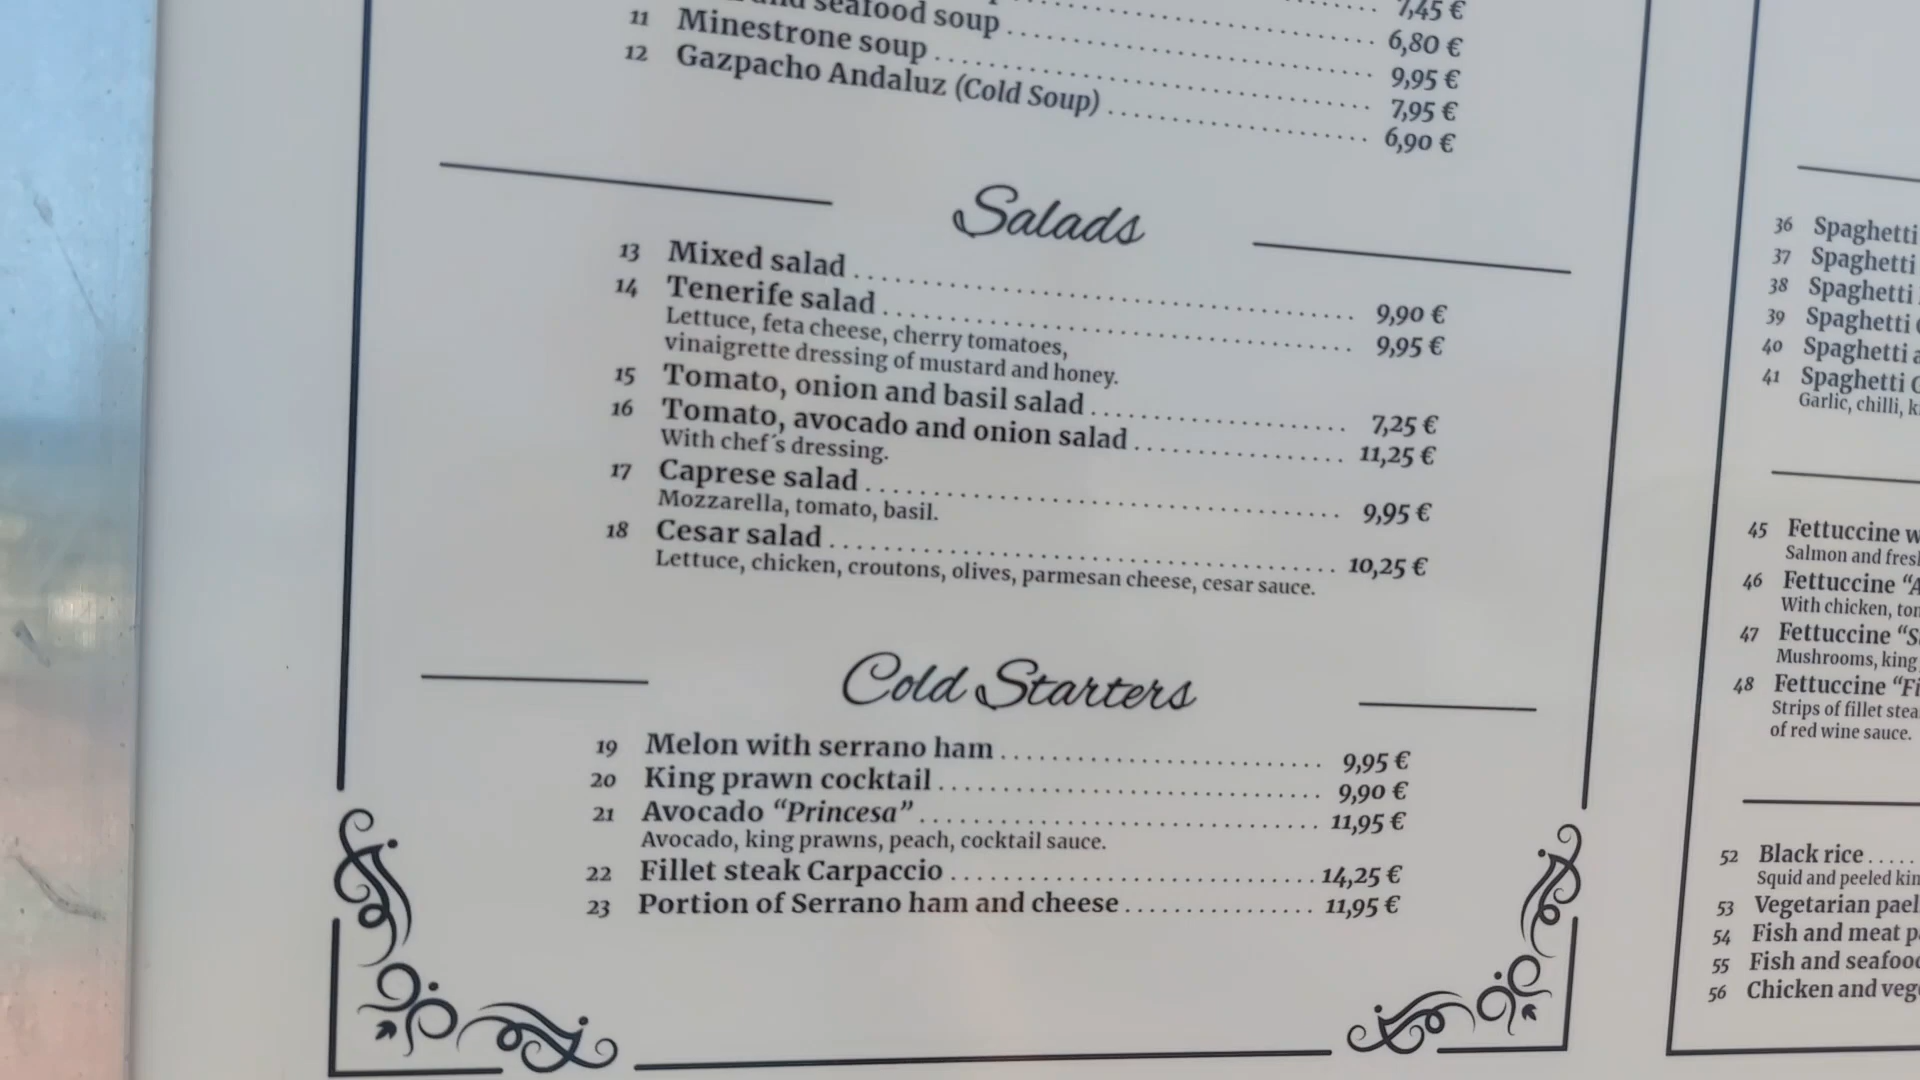 7,45 €
6,80 €
seafood soup 9,95 €
11 Minestrone soup 7,95 €
12 Gazpacho Andaluz (Cold Soup) 6,90 €
Salads
13 Mixed salad 9,90 €
14 Tenerife salad 9,95 €
Lettuce, feta cheese, cherry tomatoes,
vinaigrette dressing of mustard and honey.
15 Tomato, onion and basil salad 7,25 €
16 Tomato, avocado and onion salad 11,25 €
With chef´s dressing.
17 Caprese salad 9,95 €
Mozzarella, tomato, basil.
18 Cesar salad 10,25 €
Lettuce, chicken, croutons, olives, parmesan cheese, cesar sauce.
Cold Starters
19 Melon with serrano ham 9,95 €
20 King prawn cocktail 9,90 €
21 Avocado “Princesa” 11,95 €
Avocado, king prawns, peach, cocktail sauce.
22 Fillet steak Carpaccio 14,25 €
23 Portion of Serrano ham and cheese 11,95 €
36 Spaghetti
37 Spaghetti
38 Spaghetti
39 Spaghetti
40 Spaghetti
41 Spaghetti
Garlic, chilli,
45 Fettuccine
Salmon and
46 Fettuccine
With chicken,
47 Fettuccine
Mushrooms, king
48 Fettuccine
Strips of fillet
of red wine sauce.
52 Black rice
Squid and peeled
53 Vegetarian
54 Fish and meat
55 Fish and
56 Chicken and